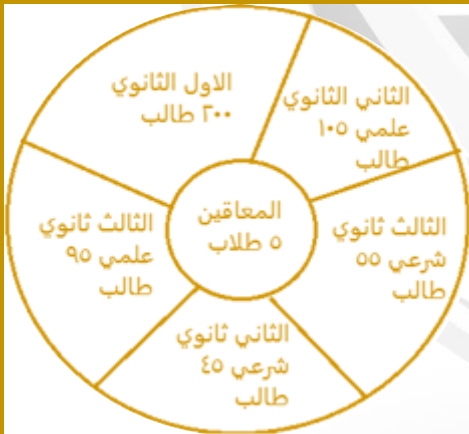 الاول الثانوي
٢٠٠ طالب
الثاني الثانوي
علمي ١٠٥
طالب
المعاقين
٥ طلاب
الثالث ثانوي
علمي ٩٥
طالب
الثالث ثانوي
شرعي ٥٥
طالب
الثاني ثانوي
شرعي ٤٥
طالب